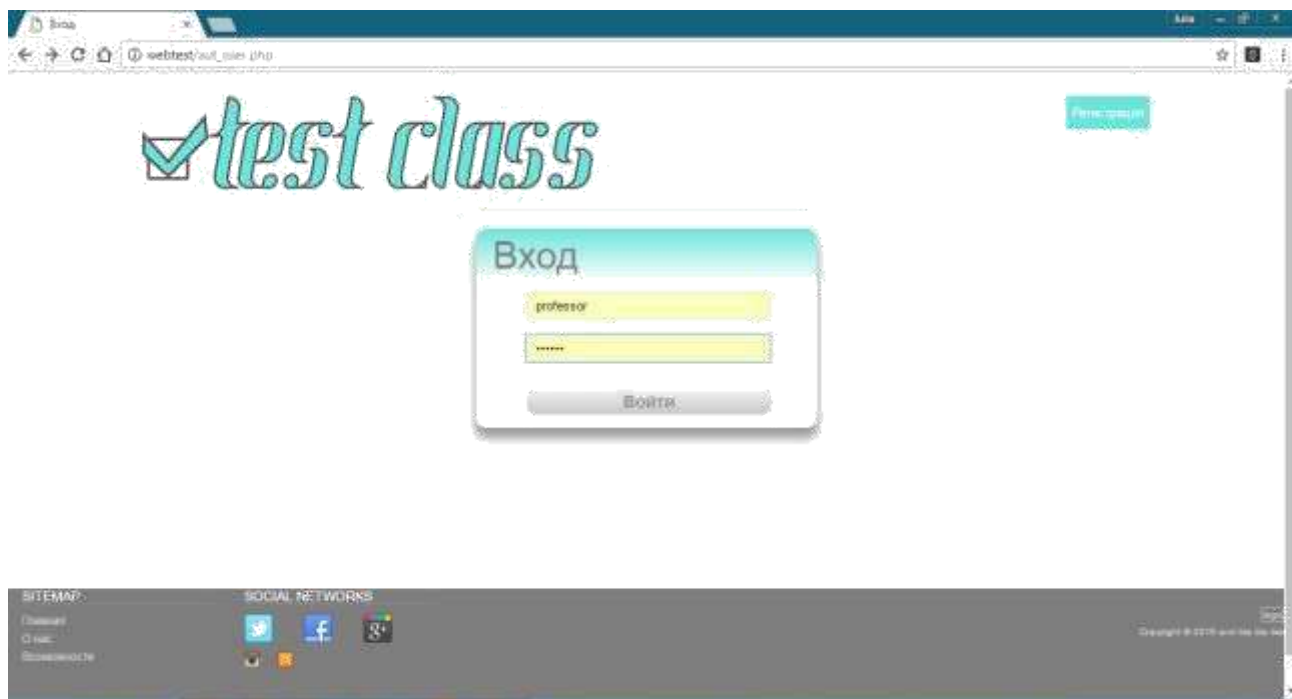 Вход
webtest/aut_user.php
test class
Регистрация
Вход
professor
Войти
SITEMAP
SOCIAL NETWORKS
Главная
О нас
Возможности